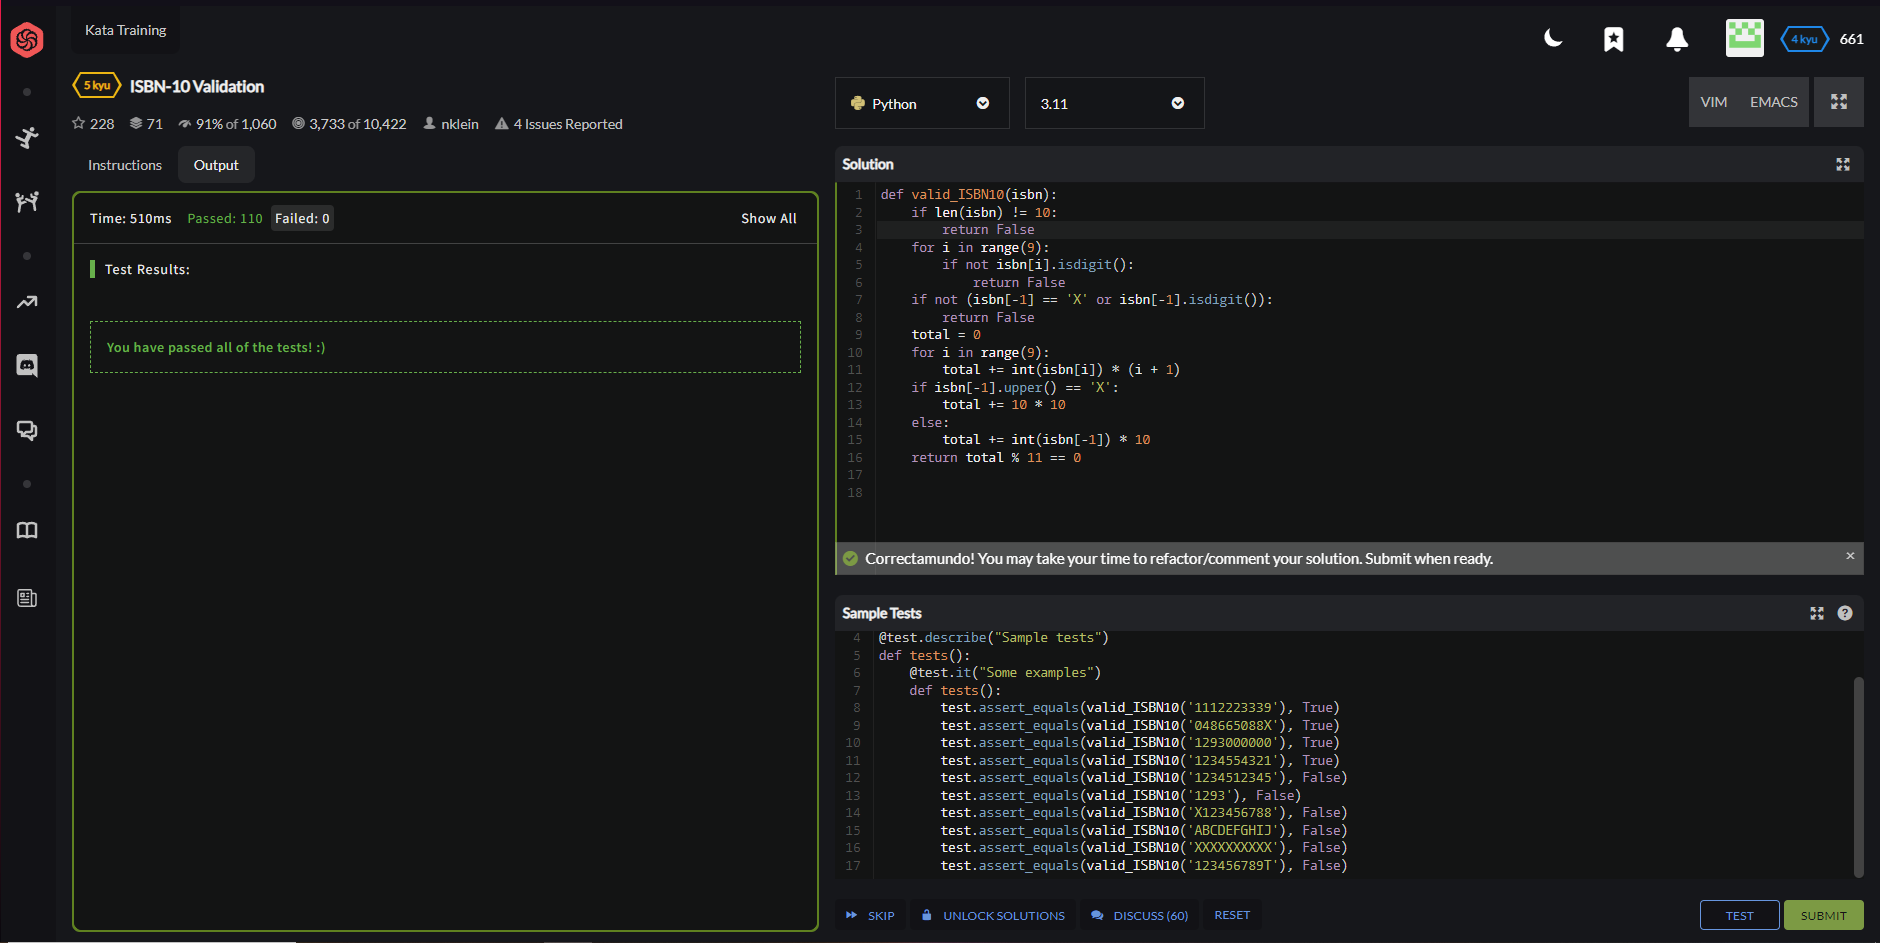 Kata Training
4 kyu 661
5 kyu ISBN-10 Validation
228 71 91% of 1,060 3,733 of 10,422 nklein 4 Issues Reported
Instructions Output
Time: 510ms Passed: 110 Failed: 0 Show All
Test Results:
You have passed all of the tests! :)
Python 3.11 VIM EMACS
Solution
1 def valid_ISBN10(isbn):
2     if len(isbn) != 10:
3         return False
4     for i in range(9):
5         if not isbn[i].isdigit():
6             return False
7     if not (isbn[-1] == 'X' or isbn[-1].isdigit()):
8         return False
9     total = 0
10     for i in range(9):
11         total += int(isbn[i]) * (i + 1)
12     if isbn[-1].upper() == 'X':
13         total += 10 * 10
14     else:
15         total += int(isbn[-1]) * 10
16     return total % 11 == 0
17
18
Correctamundo! You may take your time to refactor/comment your solution. Submit when ready. ×
Sample Tests ?
4 @test.describe("Sample tests")
5 def tests():
6     @test.it("Some examples")
7     def tests():
8         test.assert_equals(valid_ISBN10('1112223339'), True)
9         test.assert_equals(valid_ISBN10('048665088X'), True)
10         test.assert_equals(valid_ISBN10('1293000000'), True)
11         test.assert_equals(valid_ISBN10('1234554321'), True)
12         test.assert_equals(valid_ISBN10('1234512345'), False)
13         test.assert_equals(valid_ISBN10('1293'), False)
14         test.assert_equals(valid_ISBN10('X123456788'), False)
15         test.assert_equals(valid_ISBN10('ABCDEFGHIJ'), False)
16         test.assert_equals(valid_ISBN10('XXXXXXXXXX'), False)
17         test.assert_equals(valid_ISBN10('123456789T'), False)
SKIP UNLOCK SOLUTIONS DISCUSS (60) RESET TEST SUBMIT